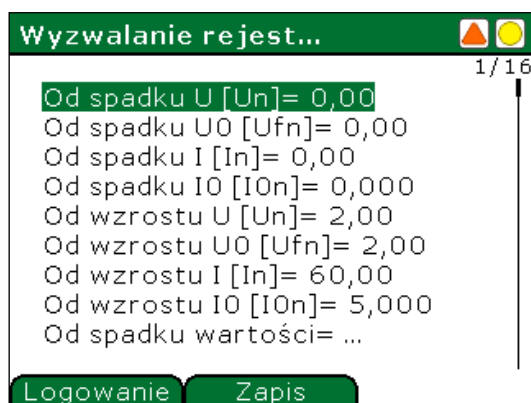 Wyzwalanie rejest...
1/16
Od spadku U [Un]= 0,00
Od spadku U0 [Ufn]= 0,00
Od spadku I [In]= 0,00
Od spadku I0 [I0n]= 0,000
Od wzrostu U [Un]= 2,00
Od wzrostu U0 [Ufn]= 2,00
Od wzrostu I [In]= 60,00
Od wzrostu I0 [I0n]= 5,000
Od spadku wartości= ...
Logowanie Zapis